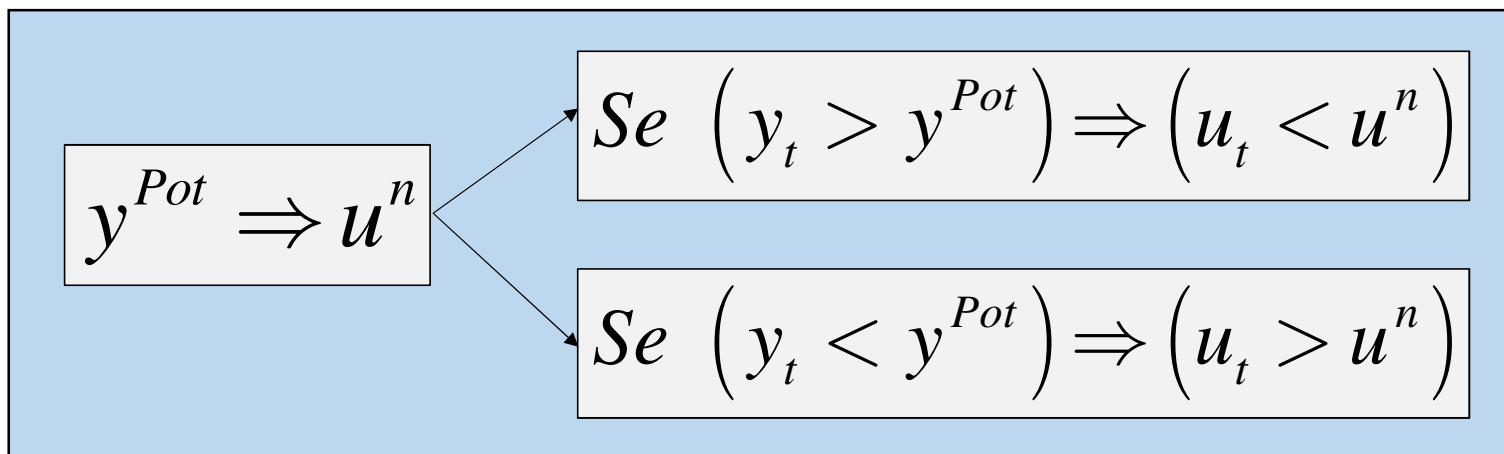 y^{Pot} ⇒ u^n
Se (y_t > y^{Pot}) ⇒ (u_t < u^n)
Se (y_t < y^{Pot}) ⇒ (u_t > u^n)